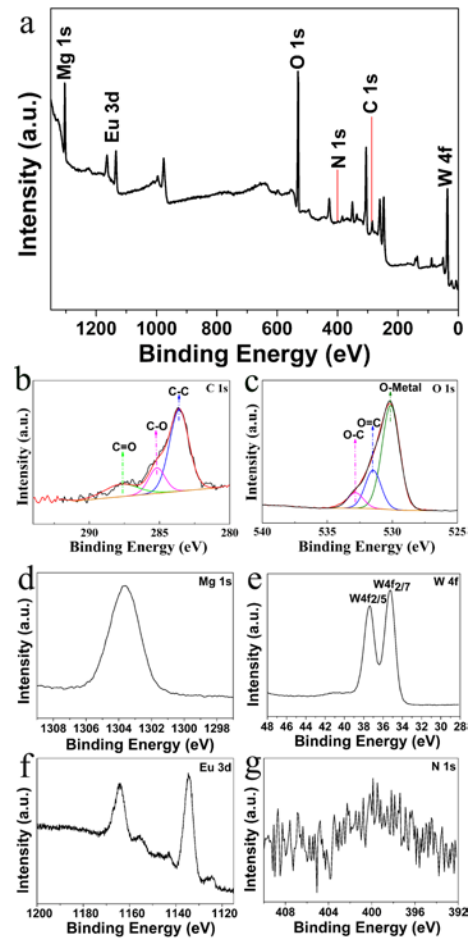 a
Mg 1s
Eu 3d
O 1s
N 1s
C 1s
W 4f
Intensity (a.u.)
1200 1000 800 600 400 200 0
Binding Energy (eV)
b
C 1s
C-C
C-O
C=O
Intensity (a.u.)
290 285 280
Binding Energy (eV)
c
O 1s
O-Metal
O=C
O-C
Intensity (a.u.)
540 535 530 525
Binding Energy (eV)
d
Mg 1s
Intensity (a.u.)
1308 1306 1304 1302 1300 1298
Binding Energy (eV)
e
W 4f
W4f2/7
W4f2/5
Intensity (a.u.)
48 46 44 42 40 38 36 34 32 30 28
Binding Energy (eV)
f
Eu 3d
Intensity (a.u.)
1200 1180 1160 1140 1120
Binding Energy (eV)
g
N 1s
Intensity (a.u.)
408 404 400 396 392
Binding Energy (eV)